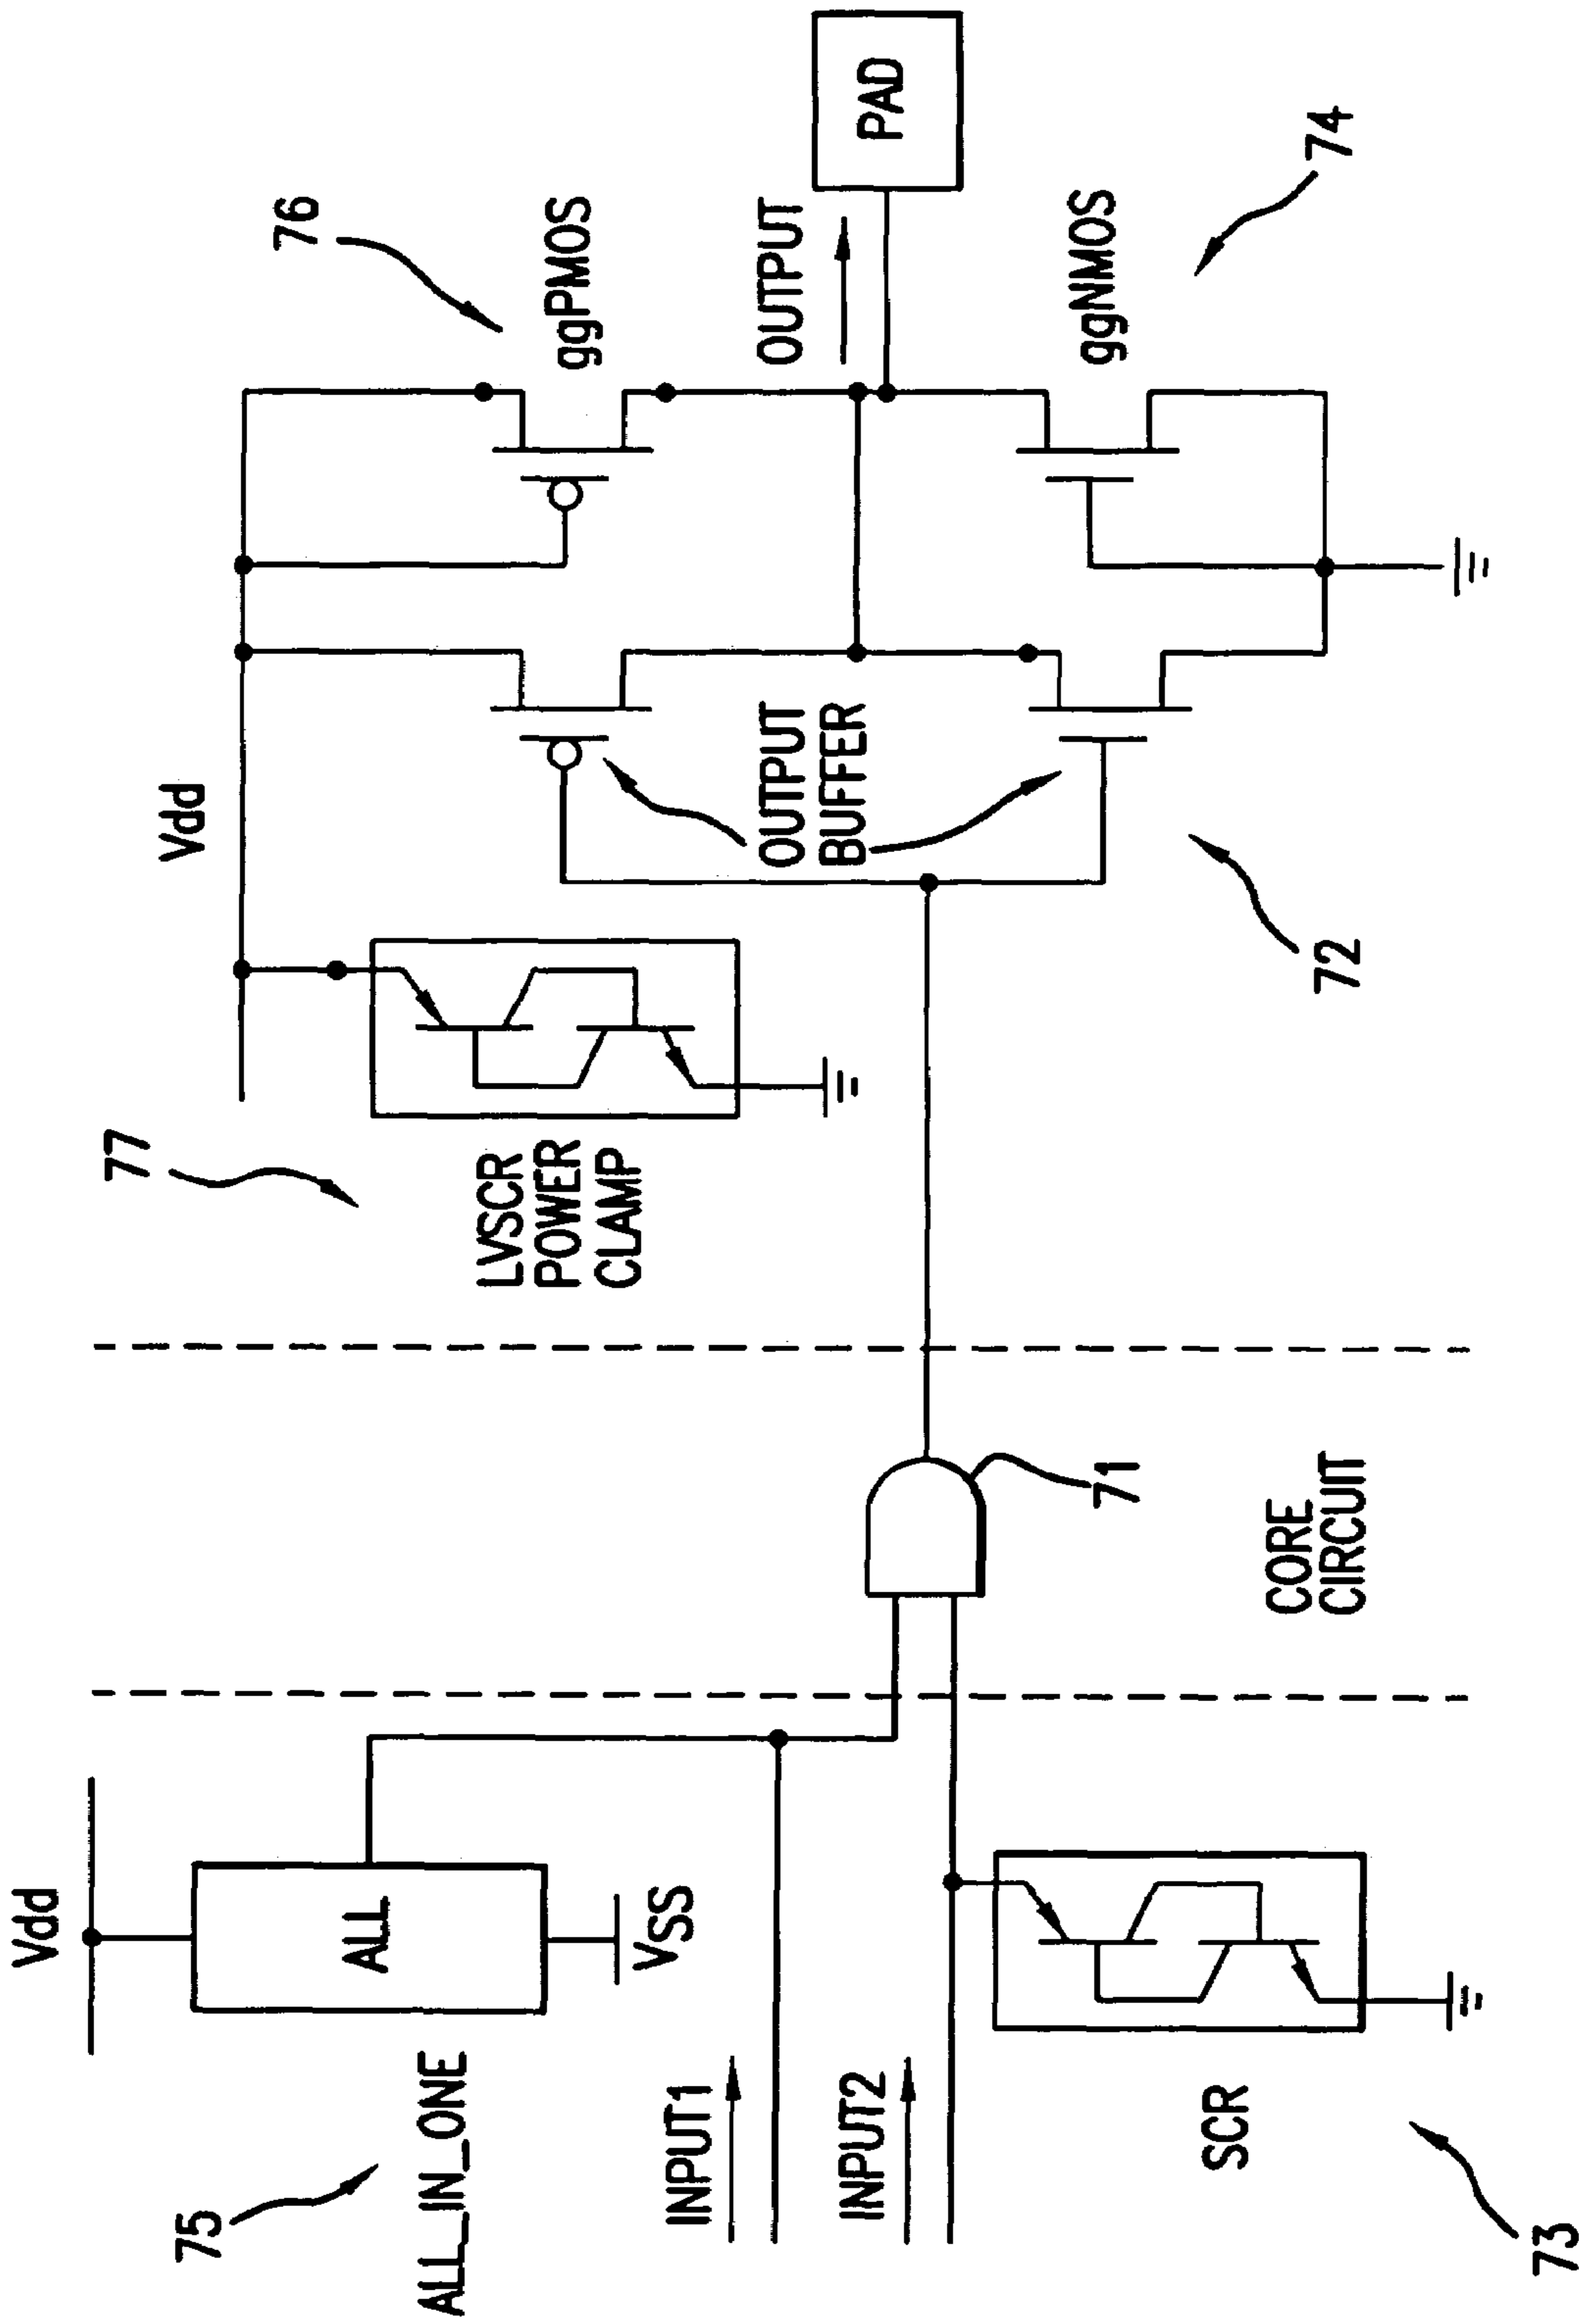 Vdd
ALL
VSS
75
ALL_IN_ONE
INPUT1
INPUT2
SCR
73
71
CORE
CIRCUIT
77
LVSCR
POWER
CLAMP
Vdd
OUTPUT
BUFFER
72
76
ggPMOS
OUTPUT
PAD
ggNMOS
74